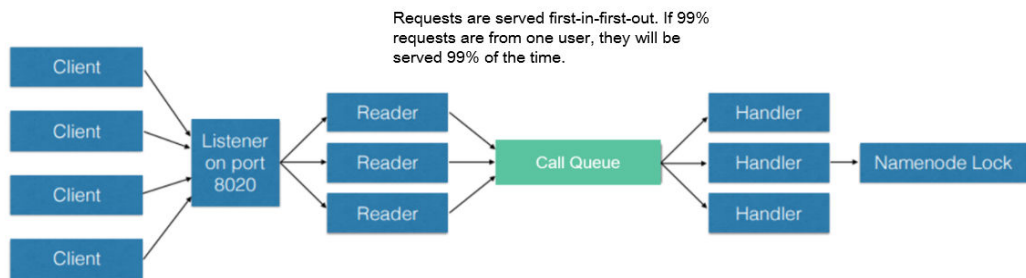 Requests are served first-in-first-out. If 99%
requests are from one user, they will be
served 99% of the time.
Client
Client
Client
Client
Listener
on port
8020
Reader
Reader
Reader
Call Queue
Handler
Handler
Handler
Namenode Lock